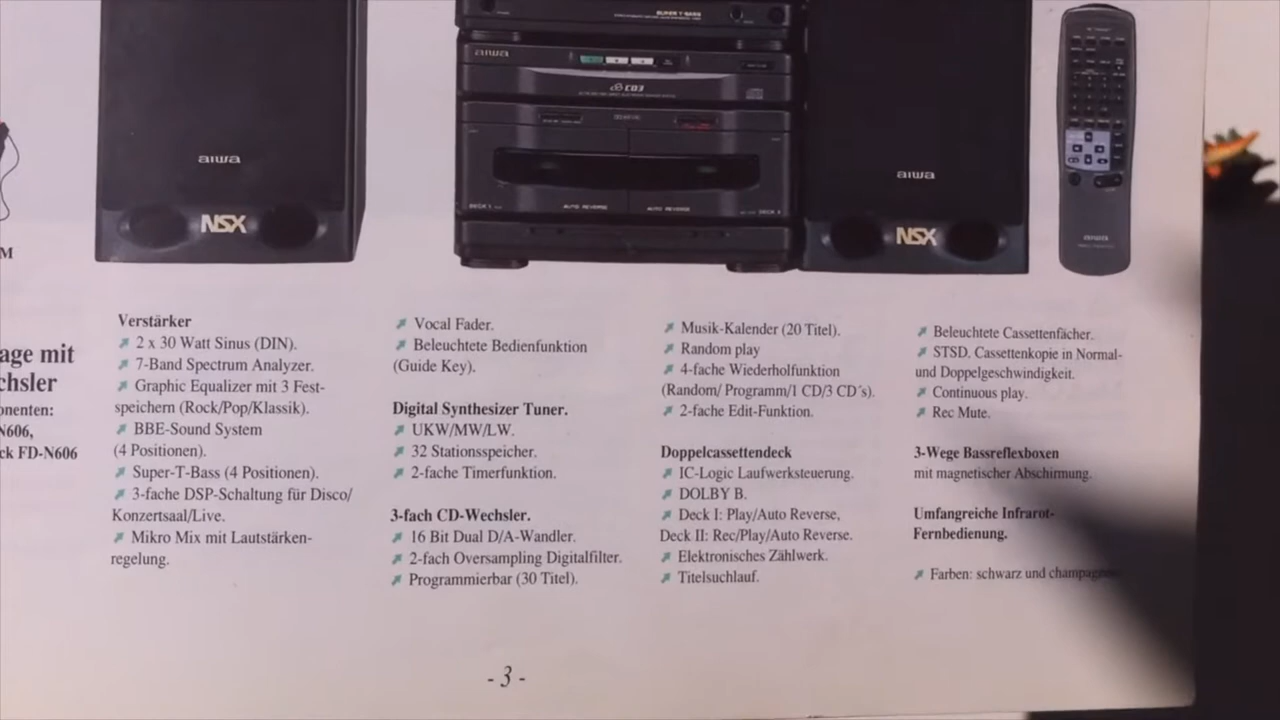 SUPER T-BASS
aiwa
CD3
aiwa
NSX
DECK 1
AUTO REVERSE
AUTO REVERSE
DECK 2
aiwa
NSX
aiwa
M
age mit
chsler
onenten:
N606,
ck FD-N606
Verstärker
2 x 30 Watt Sinus (DIN).
7-Band Spectrum Analyzer.
Graphic Equalizer mit 3 Fest-
speichern (Rock/Pop/Klassik).
BBE-Sound System
(4 Positionen).
Super-T-Bass (4 Positionen).
3-fache DSP-Schaltung für Disco/
Konzertsaal/Live.
Mikro Mix mit Lautstärken-
regelung.
Vocal Fader.
Beleuchtete Bedienfunktion
(Guide Key).
Digital Synthesizer Tuner.
UKW/MW/LW.
32 Stationsspeicher.
2-fache Timerfunktion.
3-fach CD-Wechsler.
16 Bit Dual D/A-Wandler.
2-fach Oversampling Digitalfilter.
Programmierbar (30 Titel).
Musik-Kalender (20 Titel).
Random play
4-fache Wiederholfunktion
(Random/ Programm/1 CD/3 CD´s).
2-fache Edit-Funktion.
Doppelcassettendeck
IC-Logic Laufwerksteuerung.
DOLBY B.
Deck I: Play/Auto Reverse,
Deck II: Rec/Play/Auto Reverse.
Elektronisches Zählwerk.
Titelsuchlauf.
Beleuchtete Cassettenfächer.
STSD. Cassettenkopie in Normal-
und Doppelgeschwindigkeit.
Continuous play.
Rec Mute.
3-Wege Bassreflexboxen
mit magnetischer Abschirmung.
Umfangreiche Infrarot-
Fernbedienung.
Farben: schwarz und champagner.
- 3 -